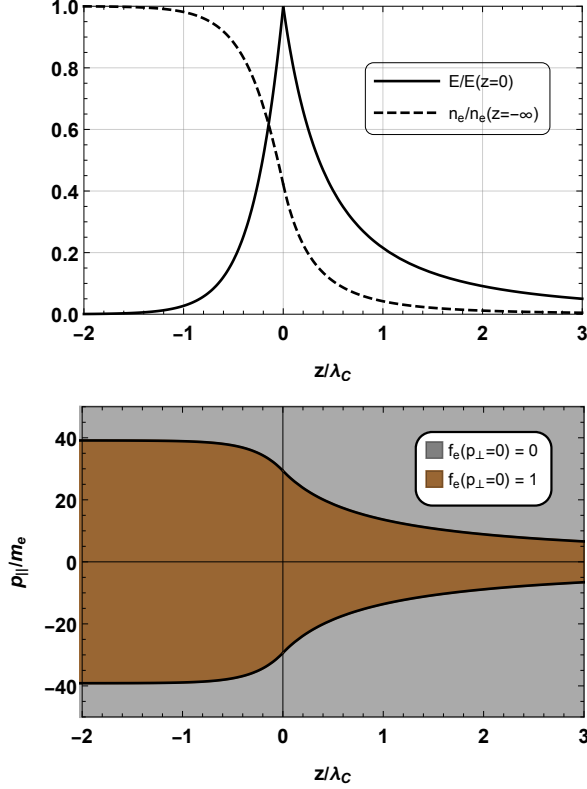 1.0
0.8
0.6
0.4
0.2
0.0
E/E(z=0)
n_e/n_e(z=−∞)
−2 −1 0 1 2 3
z/λ_C
p_||/m_e
40
20
0
−20
−40
f_e(p_⊥=0) = 0
f_e(p_⊥=0) = 1
−2 −1 0 1 2 3
z/λ_C